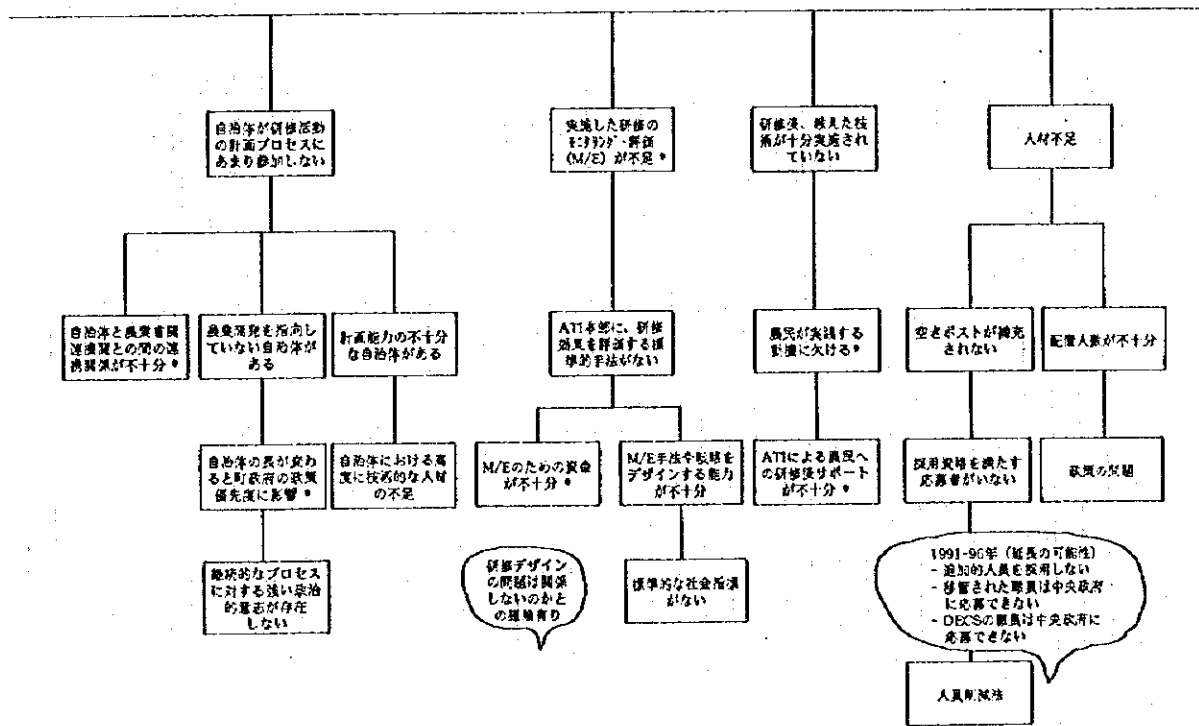 自治体が研修活動
の計画プロセスに
あまり参加しない
実施した研修の
モニタリング・評価
(M/E) が不足 *
研修後、教えた技
術が十分実施され
ていない
人材不足
自治体と農業省関
連機関との間の連
携関係が不十分 *
農業開発を指向し
ていない自治体が
ある
計画能力の不十分
な自治体がある
ATI本部に、研修
効果を評価する標
準的手法がない
農民が実践する
動機に欠ける *
空きポストが補充
されない
配置人数が不十分
自治体の長が変わ
ると町政府の政策
優先度に影響 *
自治体における高
度に技術的な人材
の不足
M/Eのための資金
が不十分 *
M/E手法や戦略を
デザインする能力
が不十分
ATIによる農民へ
の研修後サポート
が不十分 *
採用資格を満たす
応募者がいない
政策の問題
継続的なプロセス
に対する強い政治
的意志が存在
しない
研修デザイン
の問題は関係
しないのかと
の議論有り
標準的な社会指標
がない
1991-96年 (延長の可能性)
- 追加的人員を採用しない
- 移管された職員は中央政府
に応募できない
- DECSの職員は中央政府に
応募できない
人員削減法